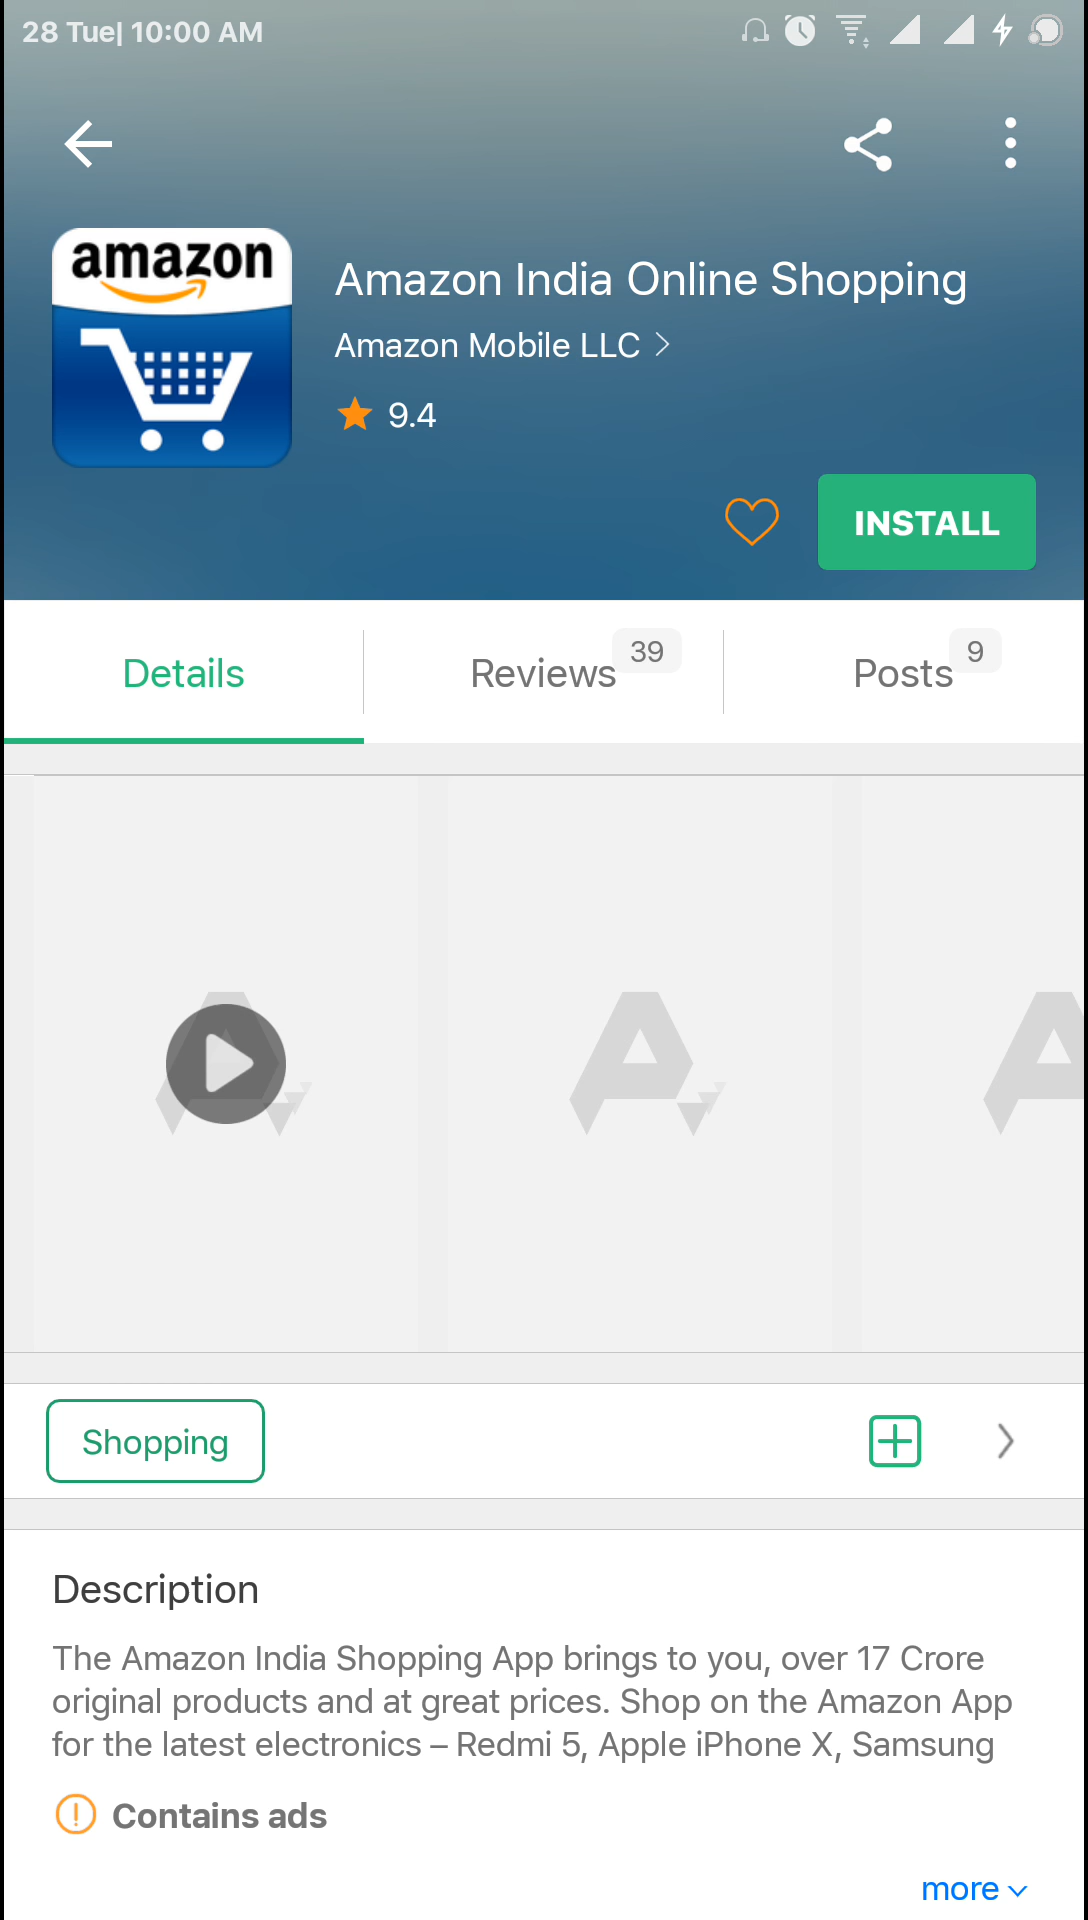 28 Tue| 10:00 AM
amazon
Amazon India Online Shopping
Amazon Mobile LLC
9.4
INSTALL
Details
Reviews 39
Posts 9
Shopping
Description
The Amazon India Shopping App brings to you, over 17 Crore
original products and at great prices. Shop on the Amazon App
for the latest electronics – Redmi 5, Apple iPhone X, Samsung
Contains ads
more